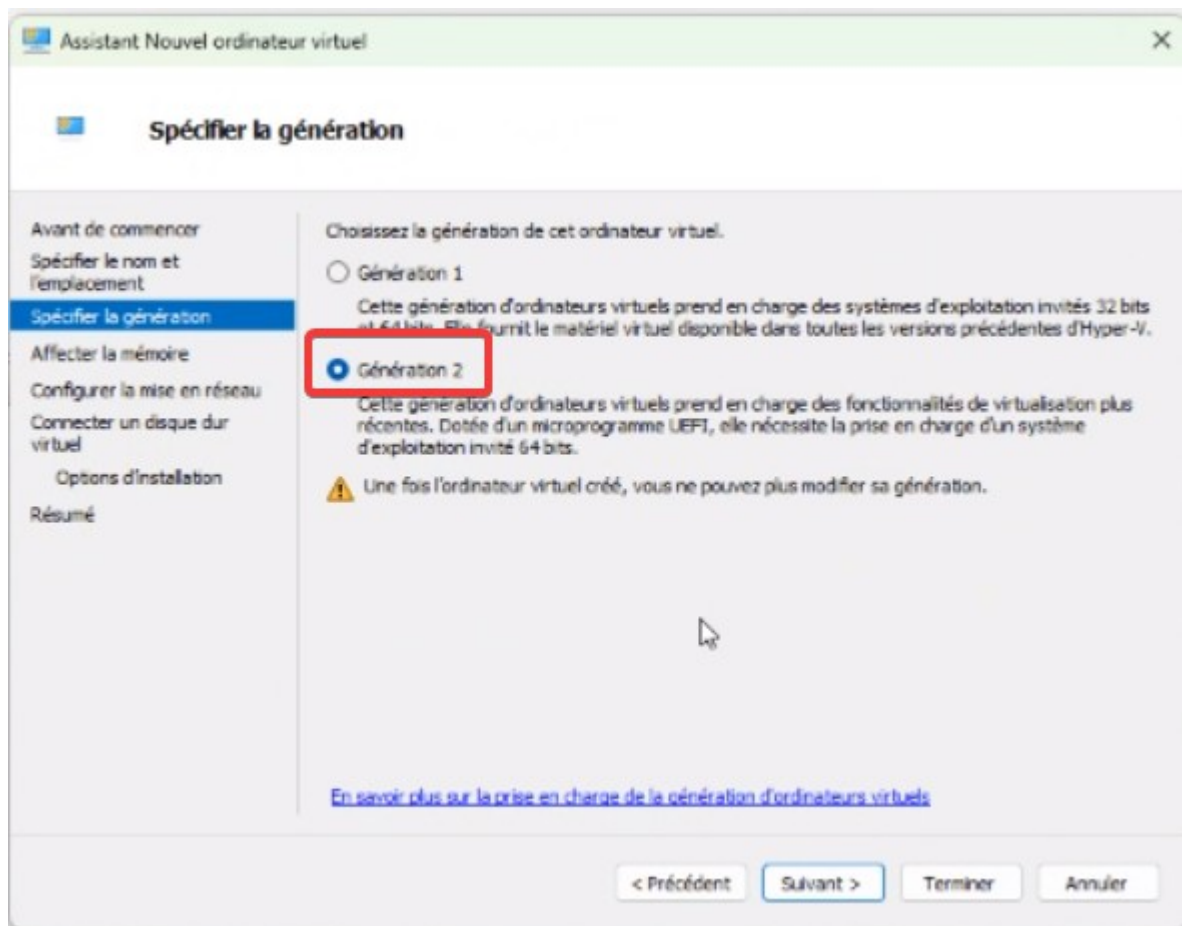 Assistant Nouvel ordinateur virtuel
Spécifier la génération
Avant de commencer
Spécifier le nom et
l'emplacement
Spécifier la génération
Affecter la mémoire
Configurer la mise en réseau
Connecter un disque dur
virtuel
Options d'installation
Résumé
Choisissez la génération de cet ordinateur virtuel.
Génération 1
Cette génération d'ordinateurs virtuels prend en charge des systèmes d'exploitation invités 32 bits
et 64 bits. Elle fournit le matériel virtuel disponible dans toutes les versions précédentes d'Hyper-V.
Génération 2
Cette génération d'ordinateurs virtuels prend en charge des fonctionnalités de virtualisation plus
récentes. Dotée d'un microprogramme UEFI, elle nécessite la prise en charge d'un système
d'exploitation invité 64 bits.
Une fois l'ordinateur virtuel créé, vous ne pouvez plus modifier sa génération.
En savoir plus sur la prise en charge de la génération d'ordinateurs virtuels
< Précédent
Suivant >
Terminer
Annuler